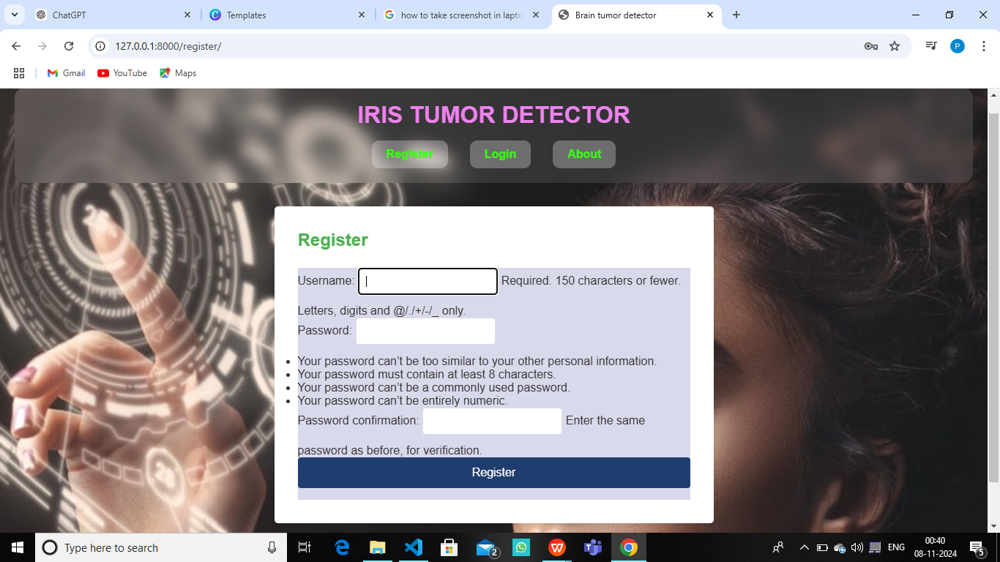 ChatGPT
Templates
how to take screenshot in lapto
Brain tumor detector
127.0.0.1:8000/register/
P
Gmail
YouTube
Maps
IRIS TUMOR DETECTOR
Register
Login
About
Register
Username: Required. 150 characters or fewer.
Letters, digits and @/./+/-/_ only.
Password:
Your password can’t be too similar to your other personal information.
Your password must contain at least 8 characters.
Your password can’t be a commonly used password.
Your password can’t be entirely numeric.
Password confirmation: Enter the same
password as before, for verification.
Register
Type here to search
2
ENG
00:40
08-11-2024
5